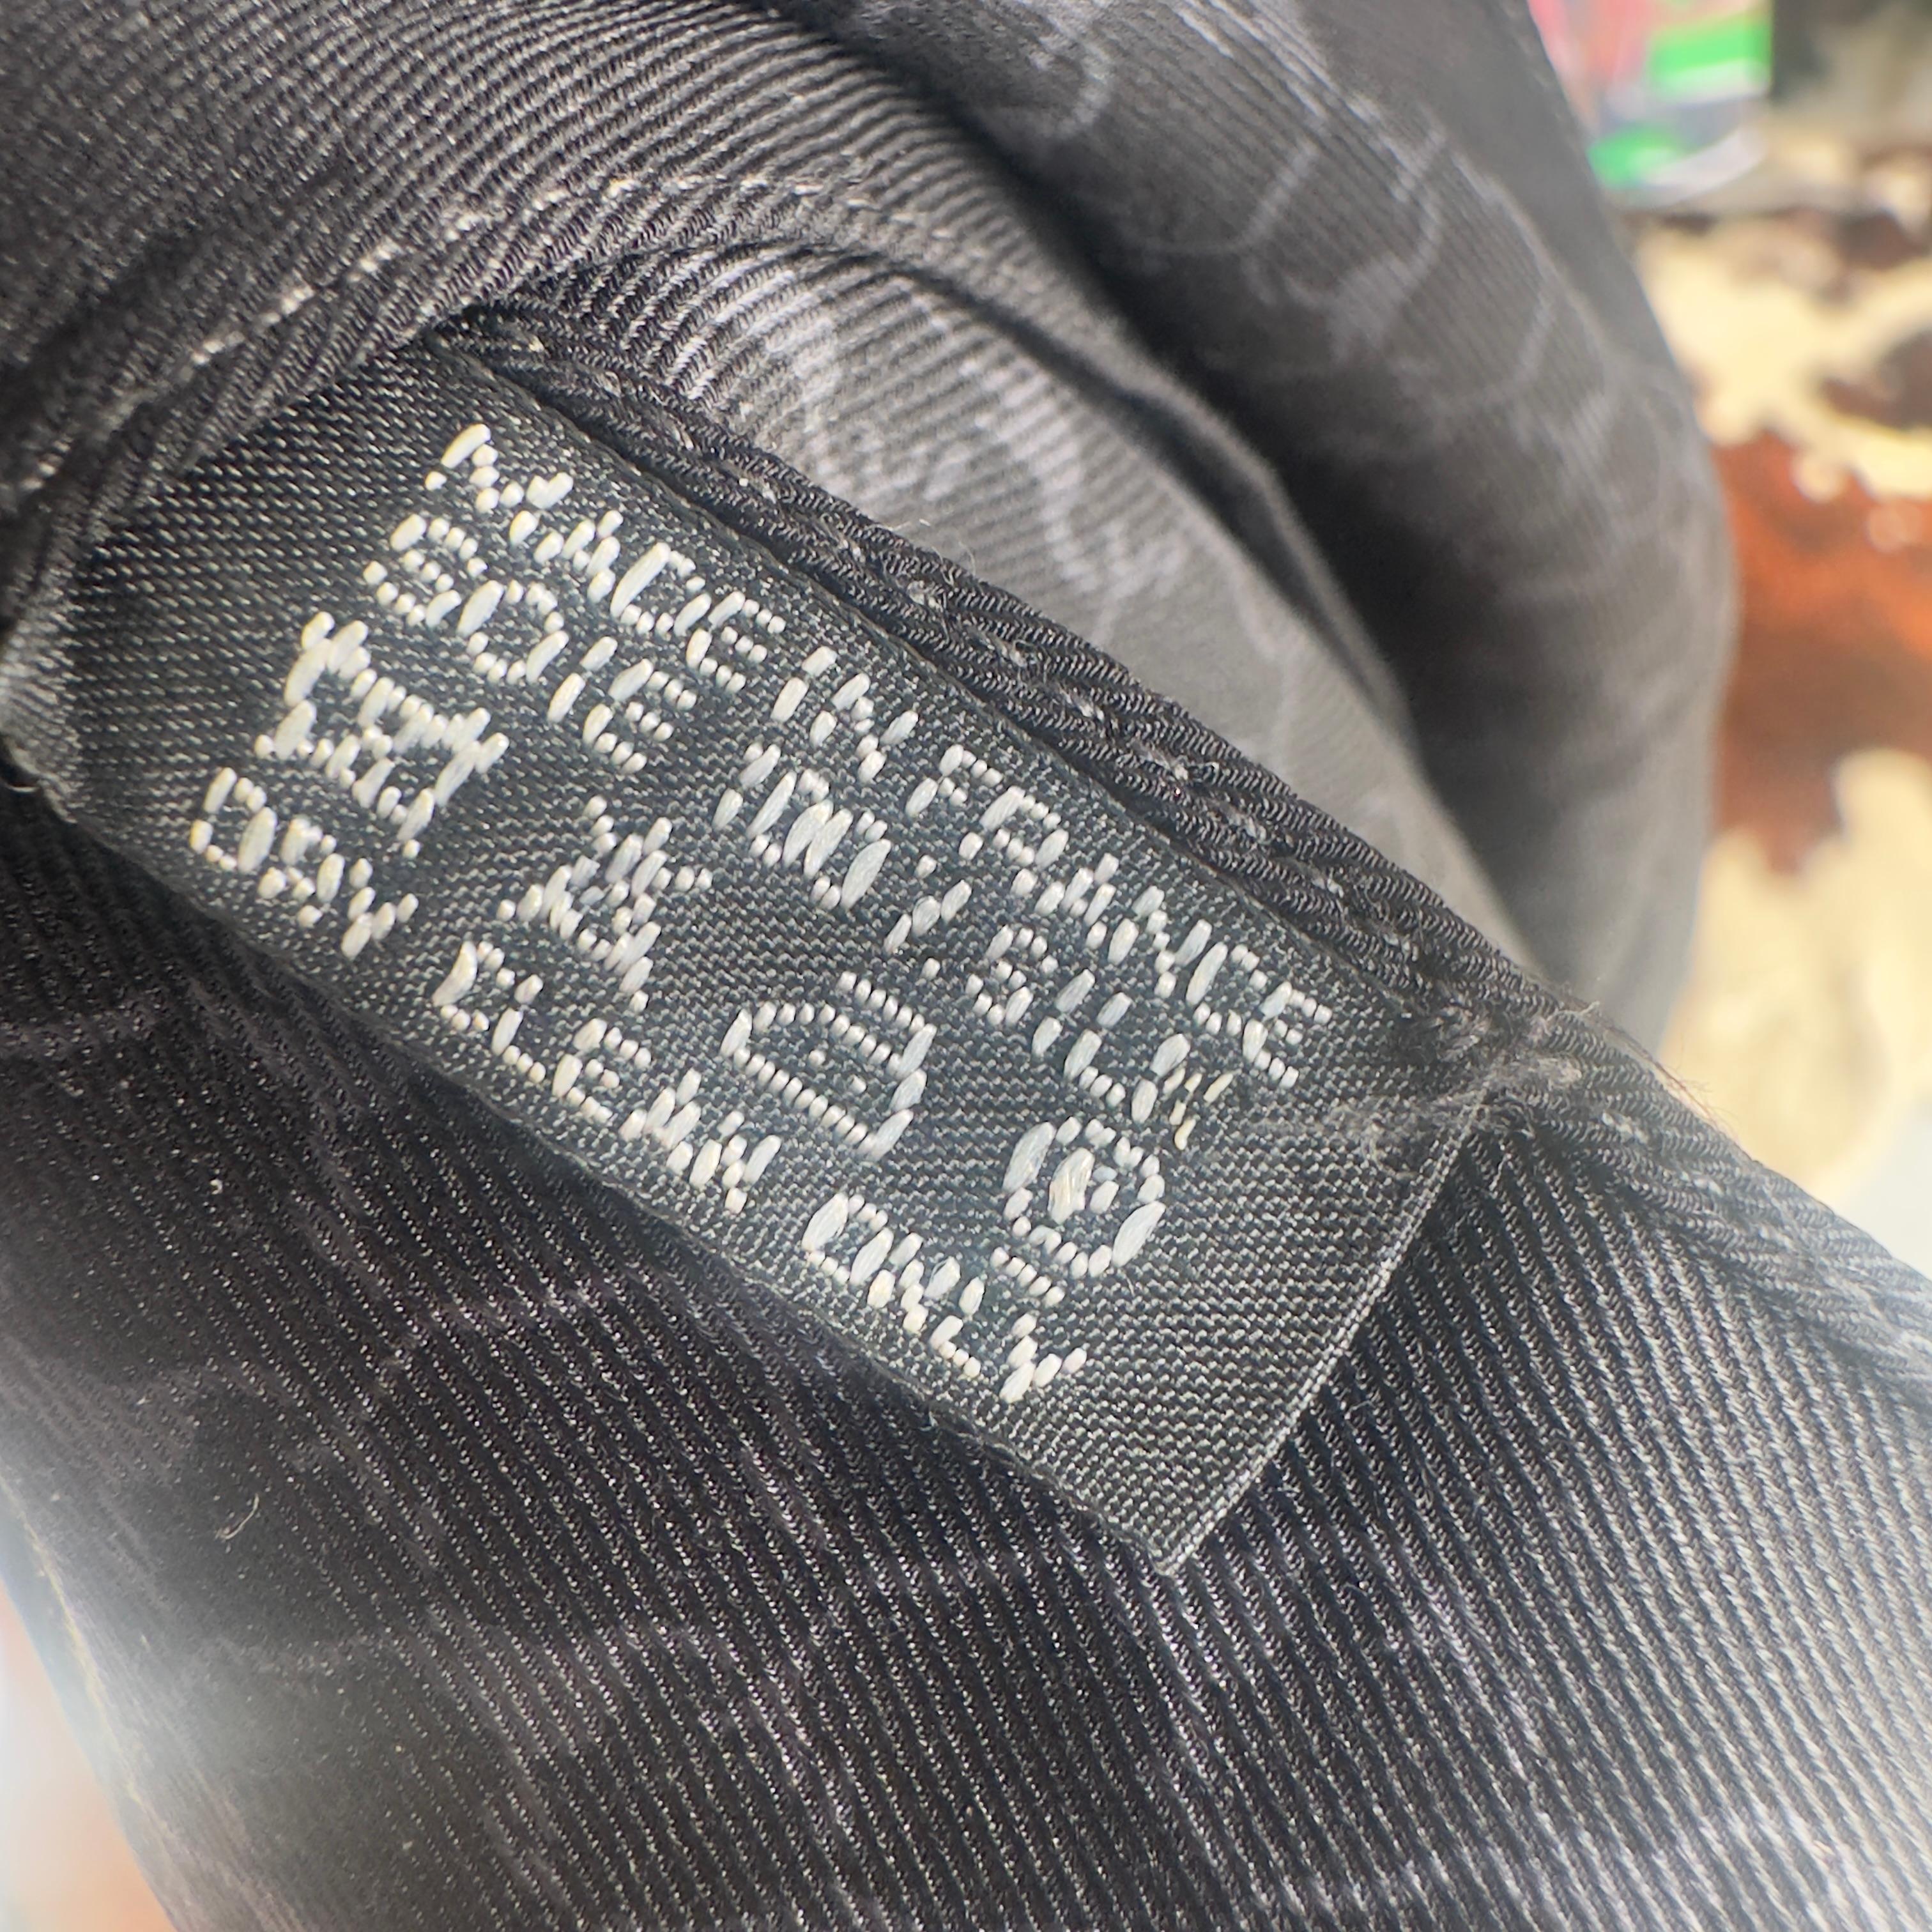 MADE IN FRANCE
SOIE 100% SILK
DRY CLEAN ONLY